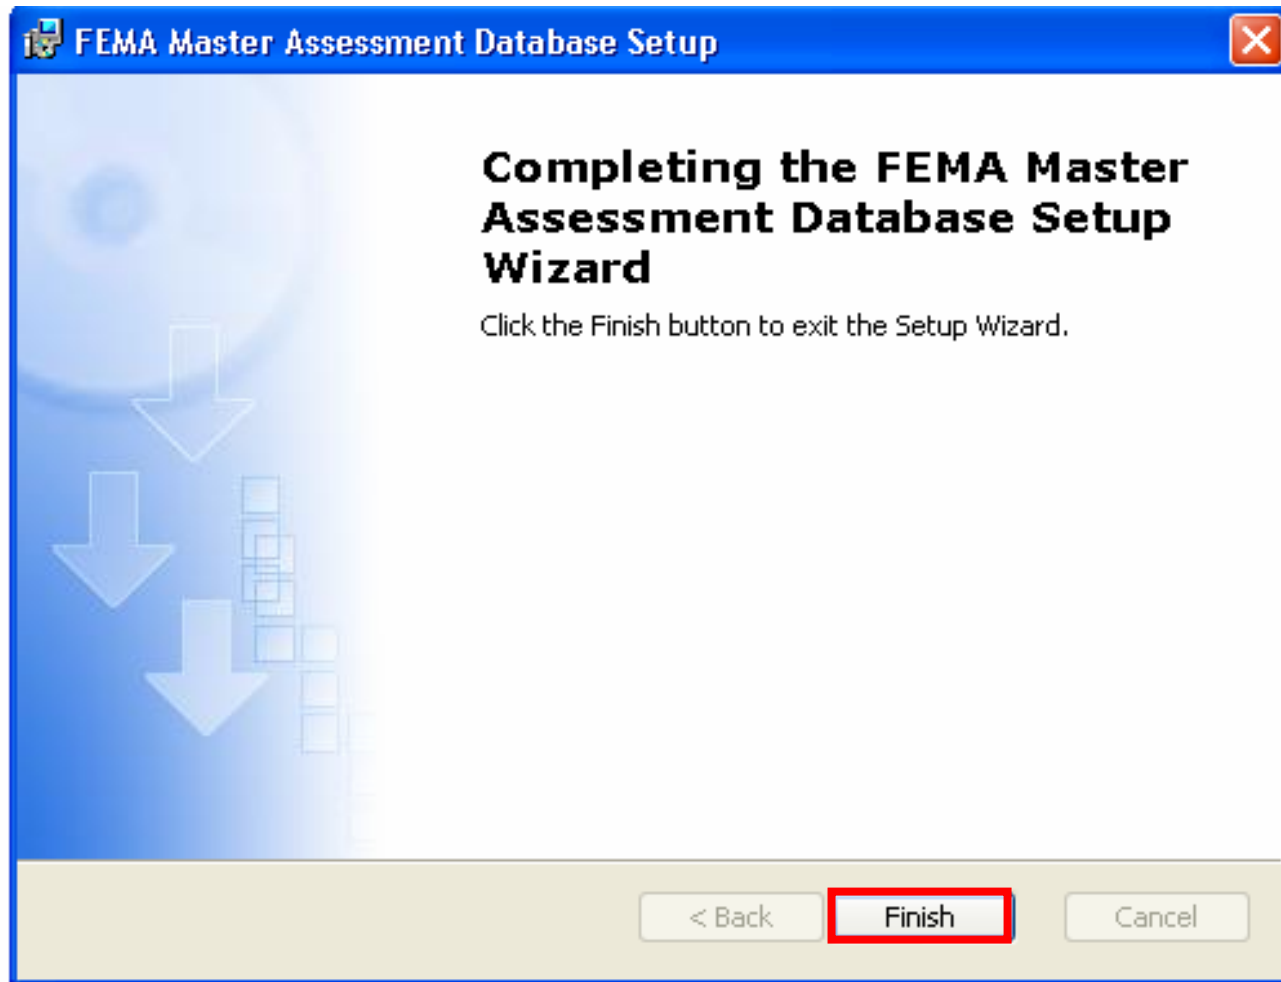 FEMA Master Assessment Database Setup
Completing the FEMA Master
Assessment Database Setup
Wizard
Click the Finish button to exit the Setup Wizard.
< Back
Finish
Cancel